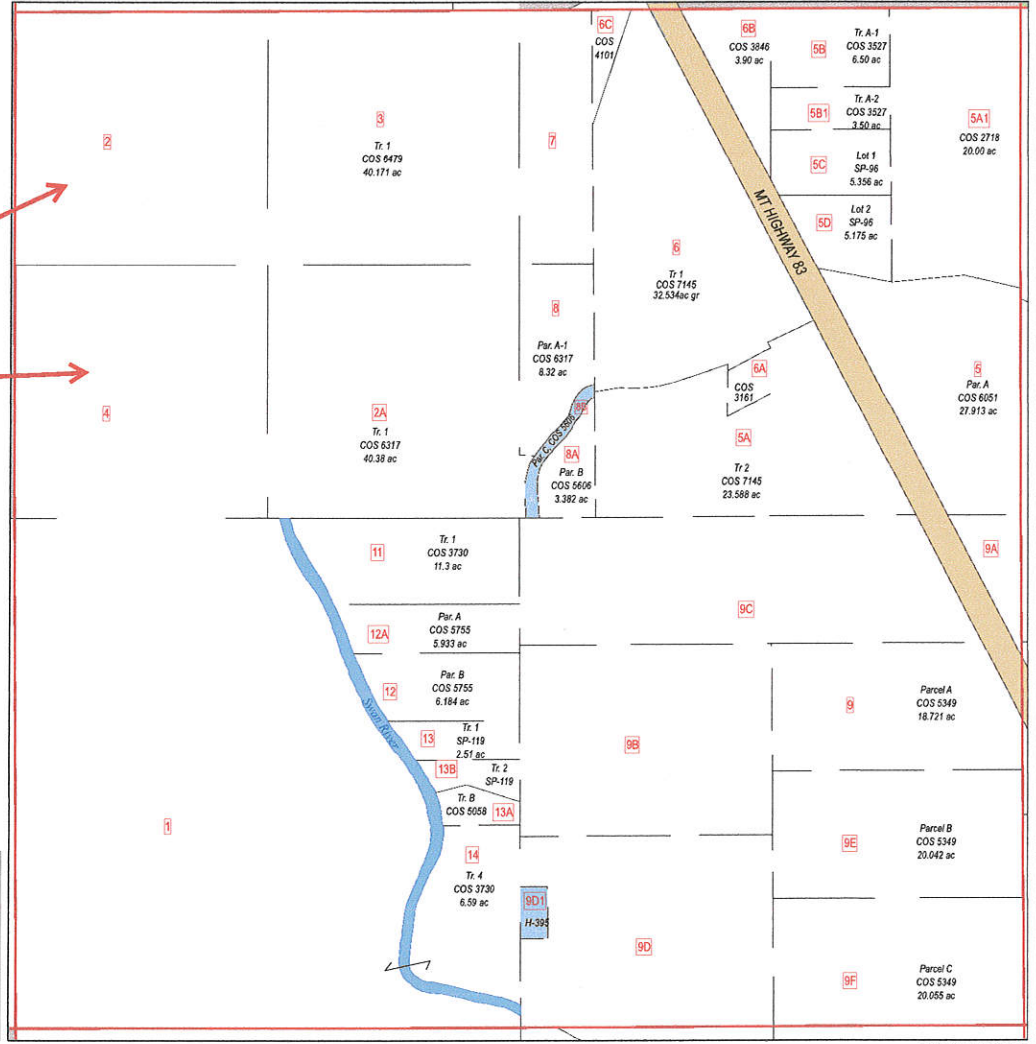 6C
COS
4101
6B
COS 3846
3.90 ac
5B
Tr. A-1
COS 3527
6.50 ac
5B1
Tr. A-2
COS 3527
3.50 ac
5A1
COS 2718
20.00 ac
2
3
Tr. 1
COS 6479
40.171 ac
7
5C
Lot 1
SP-96
5.356 ac
5D
Lot 2
SP-96
5.175 ac
MT HIGHWAY 83
6
Tr 1
COS 7145
32.534ac gr
8
Par. A-1
COS 6317
8.32 ac
6A
COS
3161
5
Par. A
COS 6051
27.913 ac
4
2A
Tr. 1
COS 6317
40.38 ac
8B
Par. C, COS 5606
8A
Par. B
COS 5606
3.382 ac
5A
Tr 2
COS 7145
23.588 ac
11
Tr. 1
COS 3730
11.3 ac
9A
9C
12A
Par. A
COS 5755
5.933 ac
12
Par. B
COS 5755
6.184 ac
Swan River
13
Tr. 1
SP-119
2.51 ac
13B
Tr. 2
SP-119
Tr. B
COS 5058
13A
9B
9
Parcel A
COS 5349
18.721 ac
1
14
Tr. 4
COS 3730
6.59 ac
9E
Parcel B
COS 5349
20.042 ac
9D1
H-395
9D
9F
Parcel C
COS 5349
20.055 ac